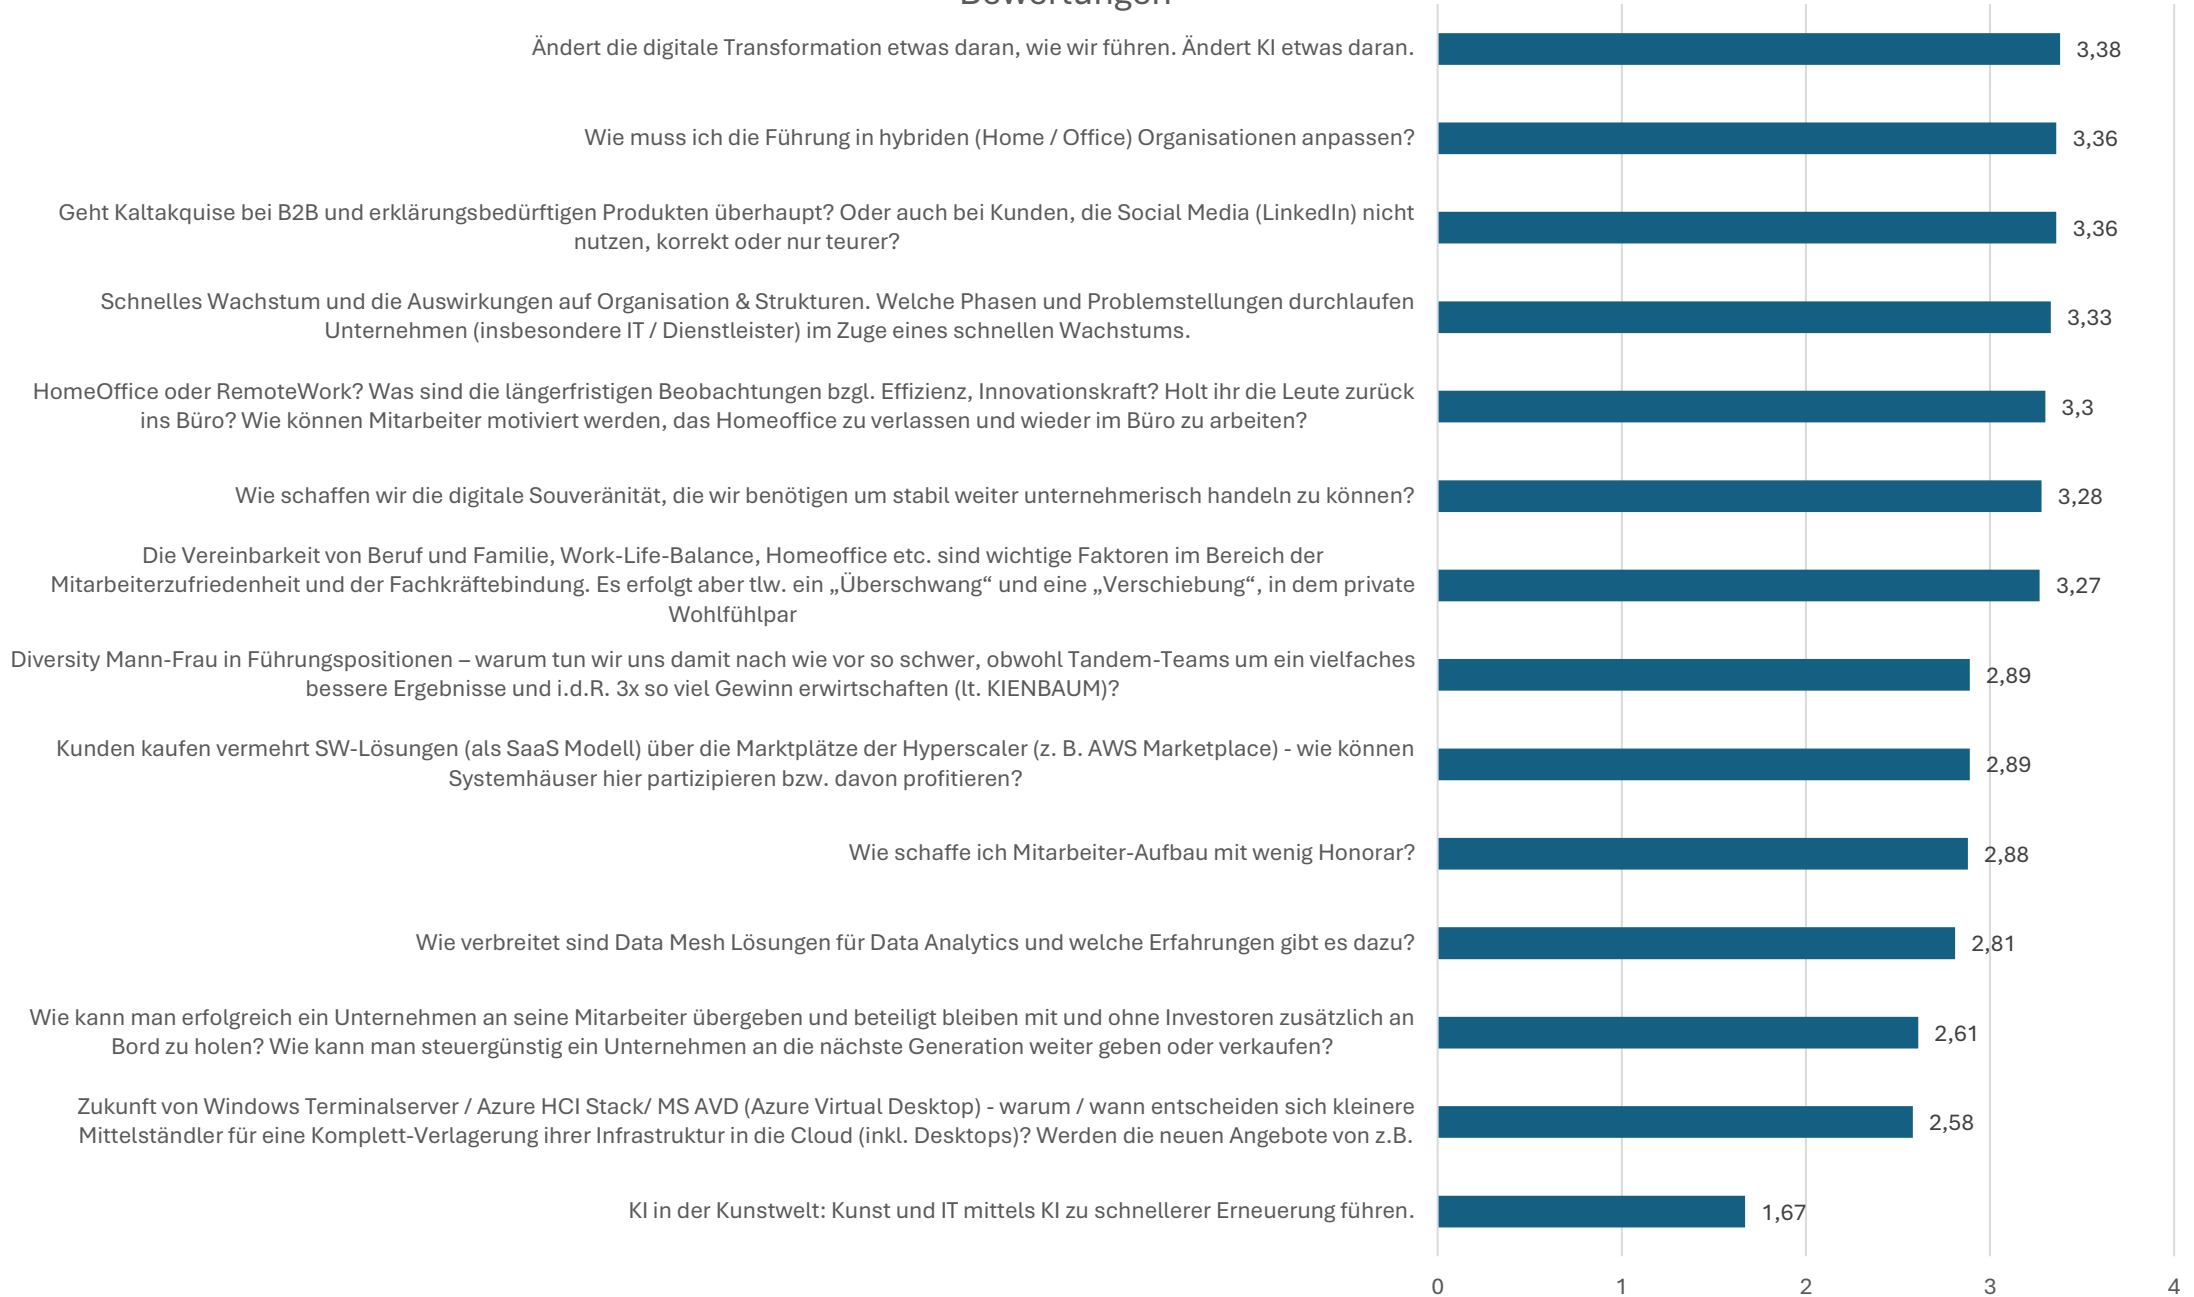 Bewertungen
Ändert die digitale Transformation etwas daran, wie wir führen. Ändert KI etwas daran.
3,38
Wie muss ich die Führung in hybriden (Home / Office) Organisationen anpassen?
3,36
Geht Kaltakquise bei B2B und erklärungsbedürftigen Produkten überhaupt? Oder auch bei Kunden, die Social Media (LinkedIn) nicht
nutzen, korrekt oder nur teurer?
3,36
Schnelles Wachstum und die Auswirkungen auf Organisation & Strukturen. Welche Phasen und Problemstellungen durchlaufen
Unternehmen (insbesondere IT / Dienstleister) im Zuge eines schnellen Wachstums.
3,33
HomeOffice oder RemoteWork? Was sind die längerfristigen Beobachtungen bzgl. Effizienz, Innovationskraft? Holt ihr die Leute zurück
ins Büro? Wie können Mitarbeiter motiviert werden, das Homeoffice zu verlassen und wieder im Büro zu arbeiten?
3,3
Wie schaffen wir die digitale Souveränität, die wir benötigen um stabil weiter unternehmerisch handeln zu können?
3,28
Die Vereinbarkeit von Beruf und Familie, Work-Life-Balance, Homeoffice etc. sind wichtige Faktoren im Bereich der
Mitarbeiterzufriedenheit und der Fachkräftebindung. Es erfolgt aber tlw. ein „Überschwang“ und eine „Verschiebung“, in dem private
Wohlfühlpar
3,27
Diversity Mann-Frau in Führungspositionen – warum tun wir uns damit nach wie vor so schwer, obwohl Tandem-Teams um ein vielfaches
bessere Ergebnisse und i.d.R. 3x so viel Gewinn erwirtschaften (lt. KIENBAUM)?
2,89
Kunden kaufen vermehrt SW-Lösungen (als SaaS Modell) über die Marktplätze der Hyperscaler (z. B. AWS Marketplace) - wie können
Systemhäuser hier partizipieren bzw. davon profitieren?
2,89
Wie schaffe ich Mitarbeiter-Aufbau mit wenig Honorar?
2,88
Wie verbreitet sind Data Mesh Lösungen für Data Analytics und welche Erfahrungen gibt es dazu?
2,81
Wie kann man erfolgreich ein Unternehmen an seine Mitarbeiter übergeben und beteiligt bleiben mit und ohne Investoren zusätzlich an
Bord zu holen? Wie kann man steuergünstig ein Unternehmen an die nächste Generation weiter geben oder verkaufen?
2,61
Zukunft von Windows Terminalserver / Azure HCI Stack/ MS AVD (Azure Virtual Desktop) - warum / wann entscheiden sich kleinere
Mittelständler für eine Komplett-Verlagerung ihrer Infrastruktur in die Cloud (inkl. Desktops)? Werden die neuen Angebote von z.B.
2,58
KI in der Kunstwelt: Kunst und IT mittels KI zu schnellerer Erneuerung führen.
1,67
0 1 2 3 4